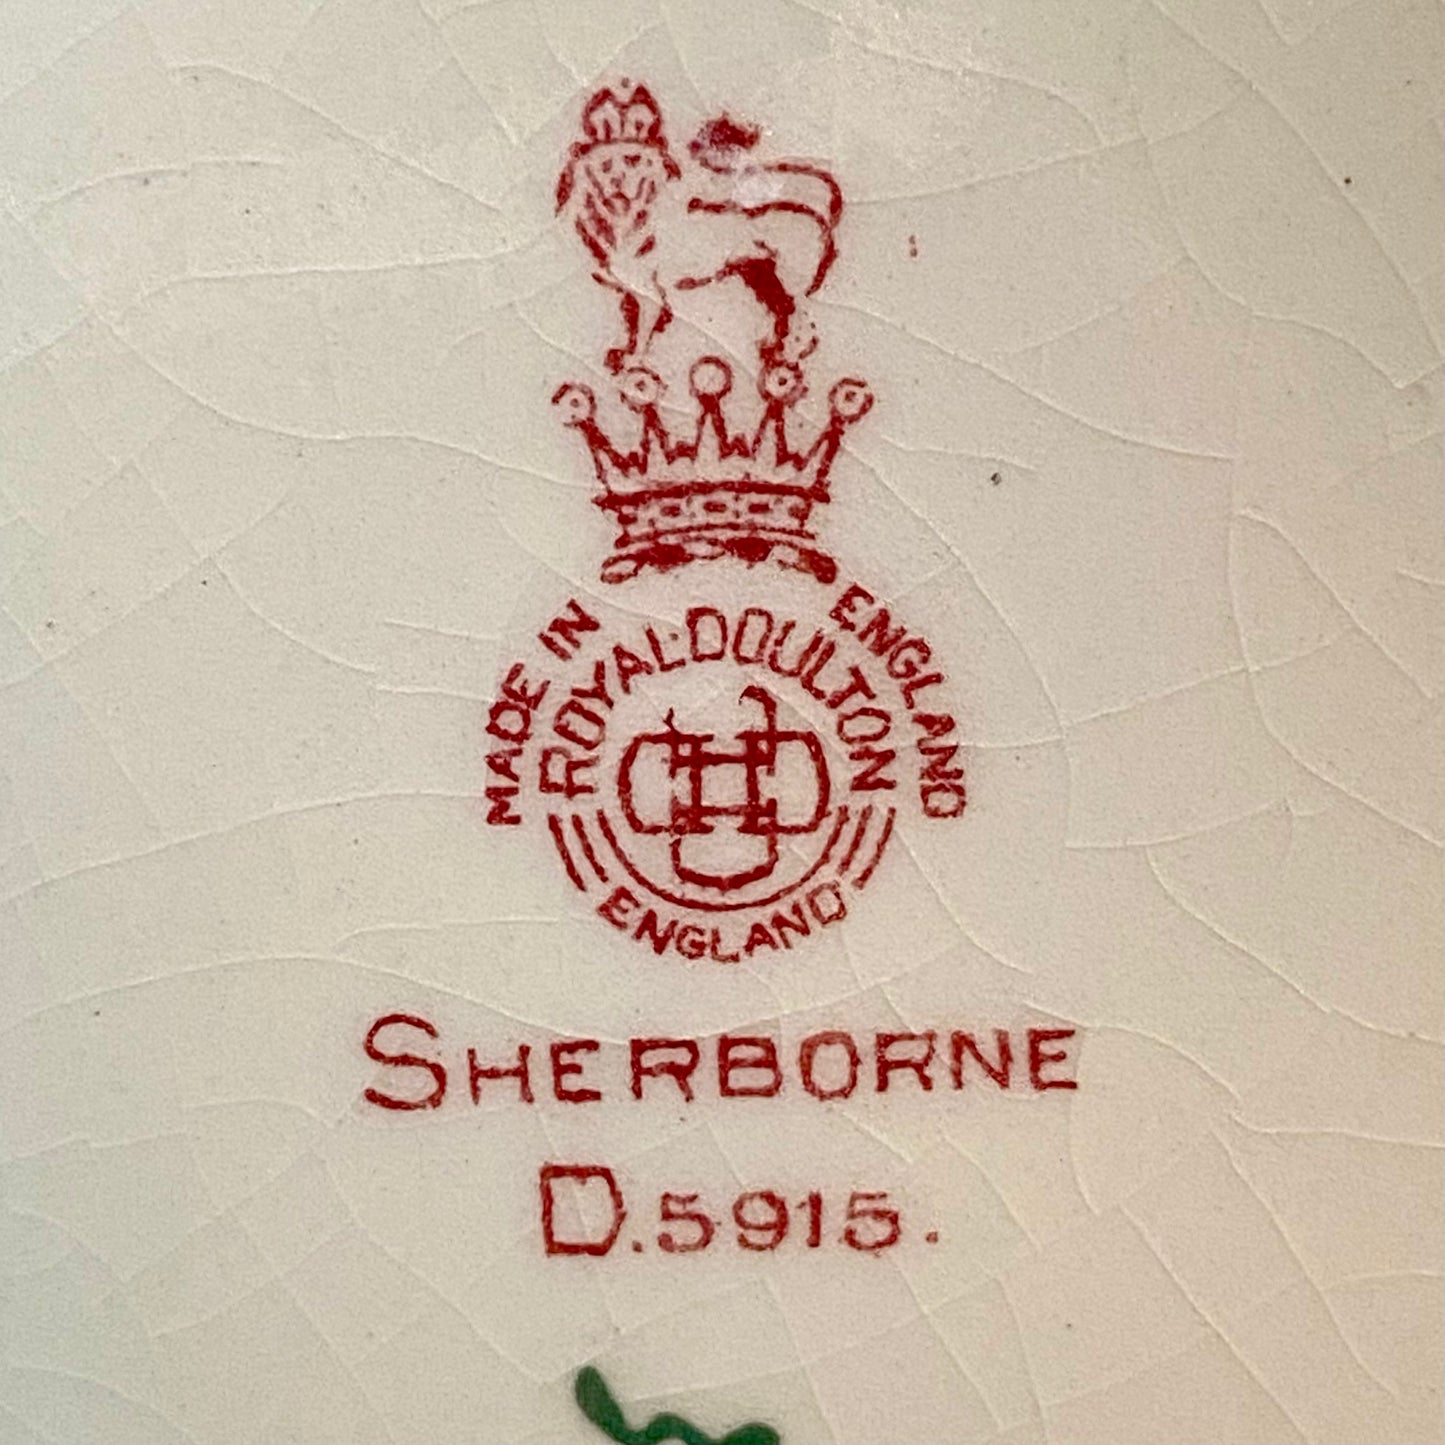 MADE IN ENGLAND
ROYAL·DOULTON
ENGLAND
SHERBORNE
D.5915.